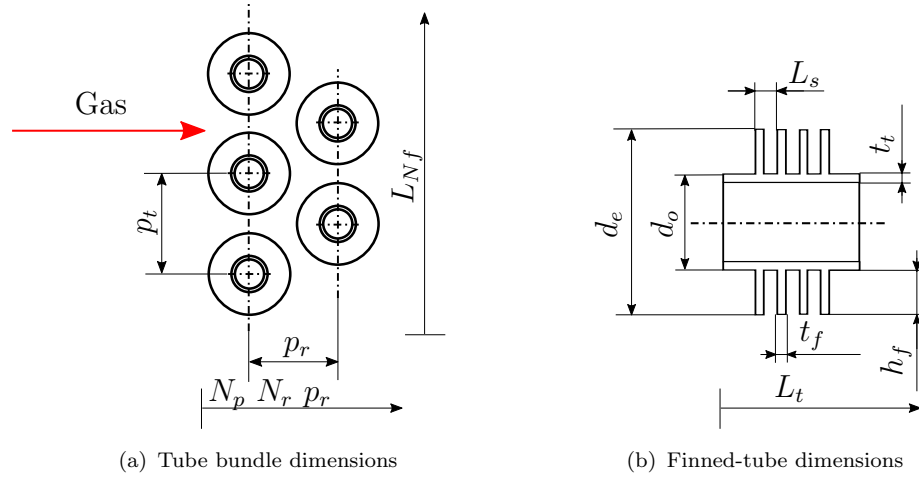 Gas
p_t
L_{Nf}
p_r
N_p N_r p_r
(a) Tube bundle dimensions
L_s
t_t
d_e
d_o
t_f
h_f
L_t
(b) Finned-tube dimensions